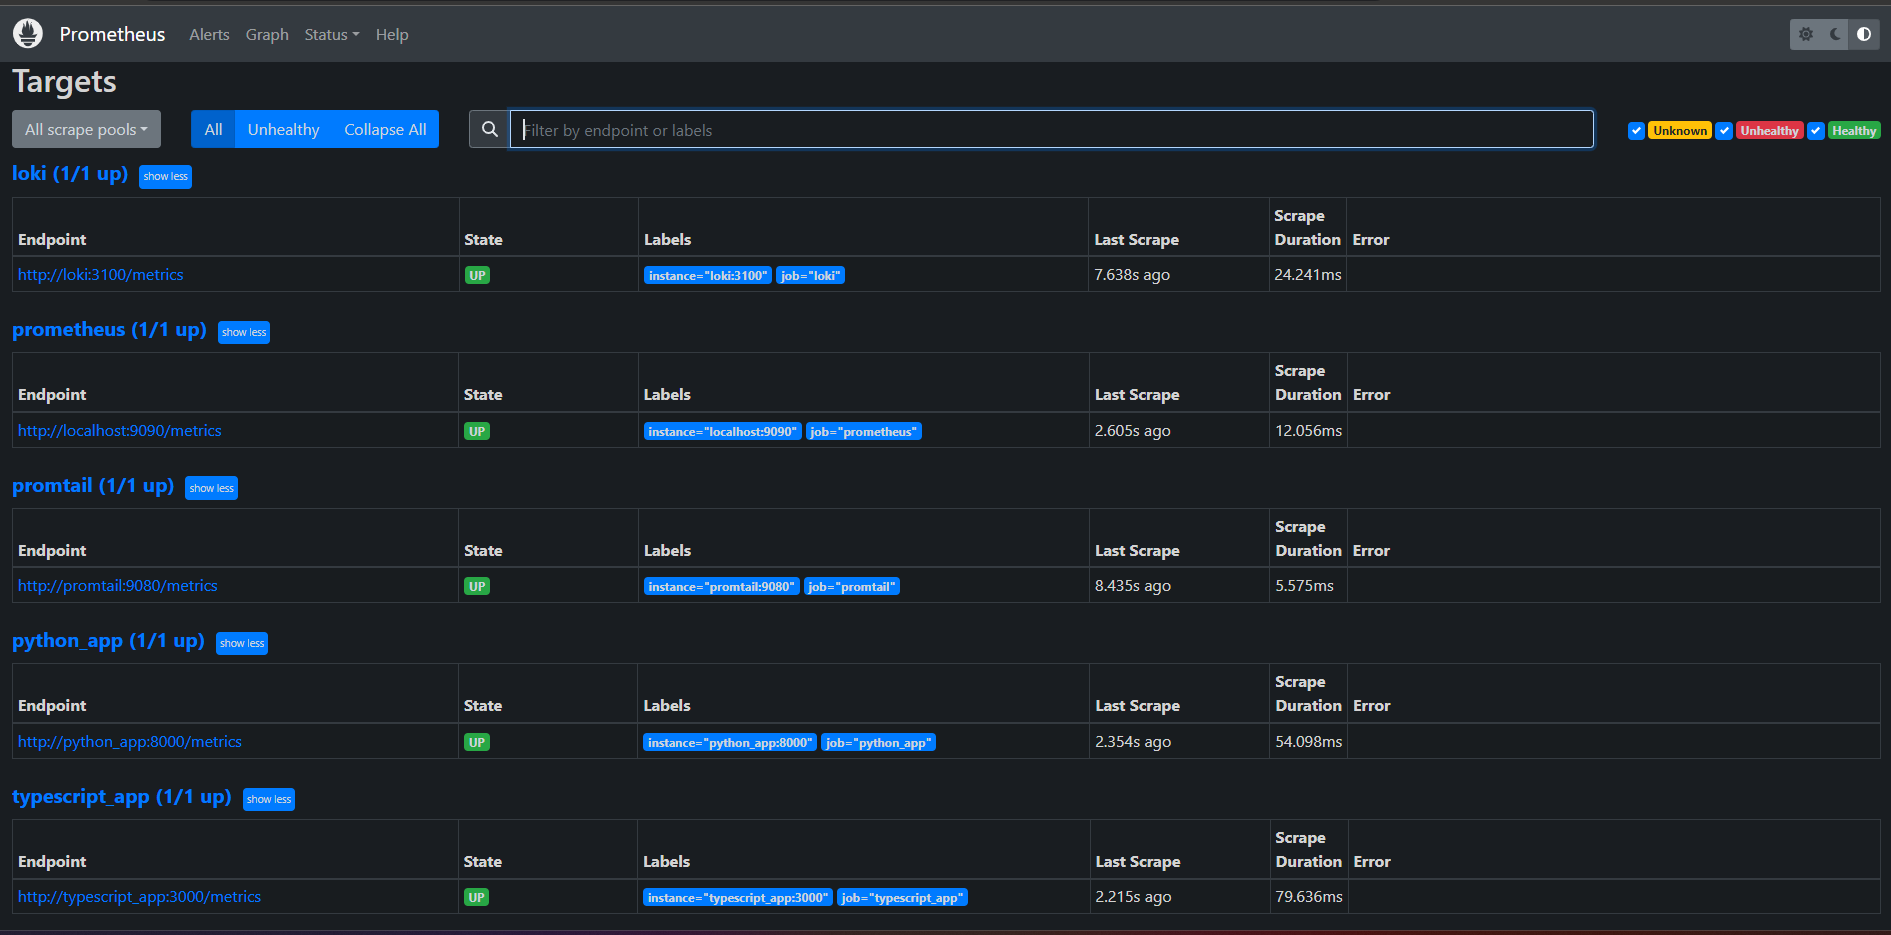 Prometheus Alerts Graph Status Help
Targets
All scrape pools All Unhealthy Collapse All Filter by endpoint or labels Unknown Unhealthy Healthy
loki (1/1 up) show less
Endpoint State Labels Last Scrape Scrape Duration Error
http://loki:3100/metrics UP instance="loki:3100" job="loki" 7.638s ago 24.241ms
prometheus (1/1 up) show less
Endpoint State Labels Last Scrape Scrape Duration Error
http://localhost:9090/metrics UP instance="localhost:9090" job="prometheus" 2.605s ago 12.056ms
promtail (1/1 up) show less
Endpoint State Labels Last Scrape Scrape Duration Error
http://promtail:9080/metrics UP instance="promtail:9080" job="promtail" 8.435s ago 5.575ms
python_app (1/1 up) show less
Endpoint State Labels Last Scrape Scrape Duration Error
http://python_app:8000/metrics UP instance="python_app:8000" job="python_app" 2.354s ago 54.098ms
typescript_app (1/1 up) show less
Endpoint State Labels Last Scrape Scrape Duration Error
http://typescript_app:3000/metrics UP instance="typescript_app:3000" job="typescript_app" 2.215s ago 79.636ms